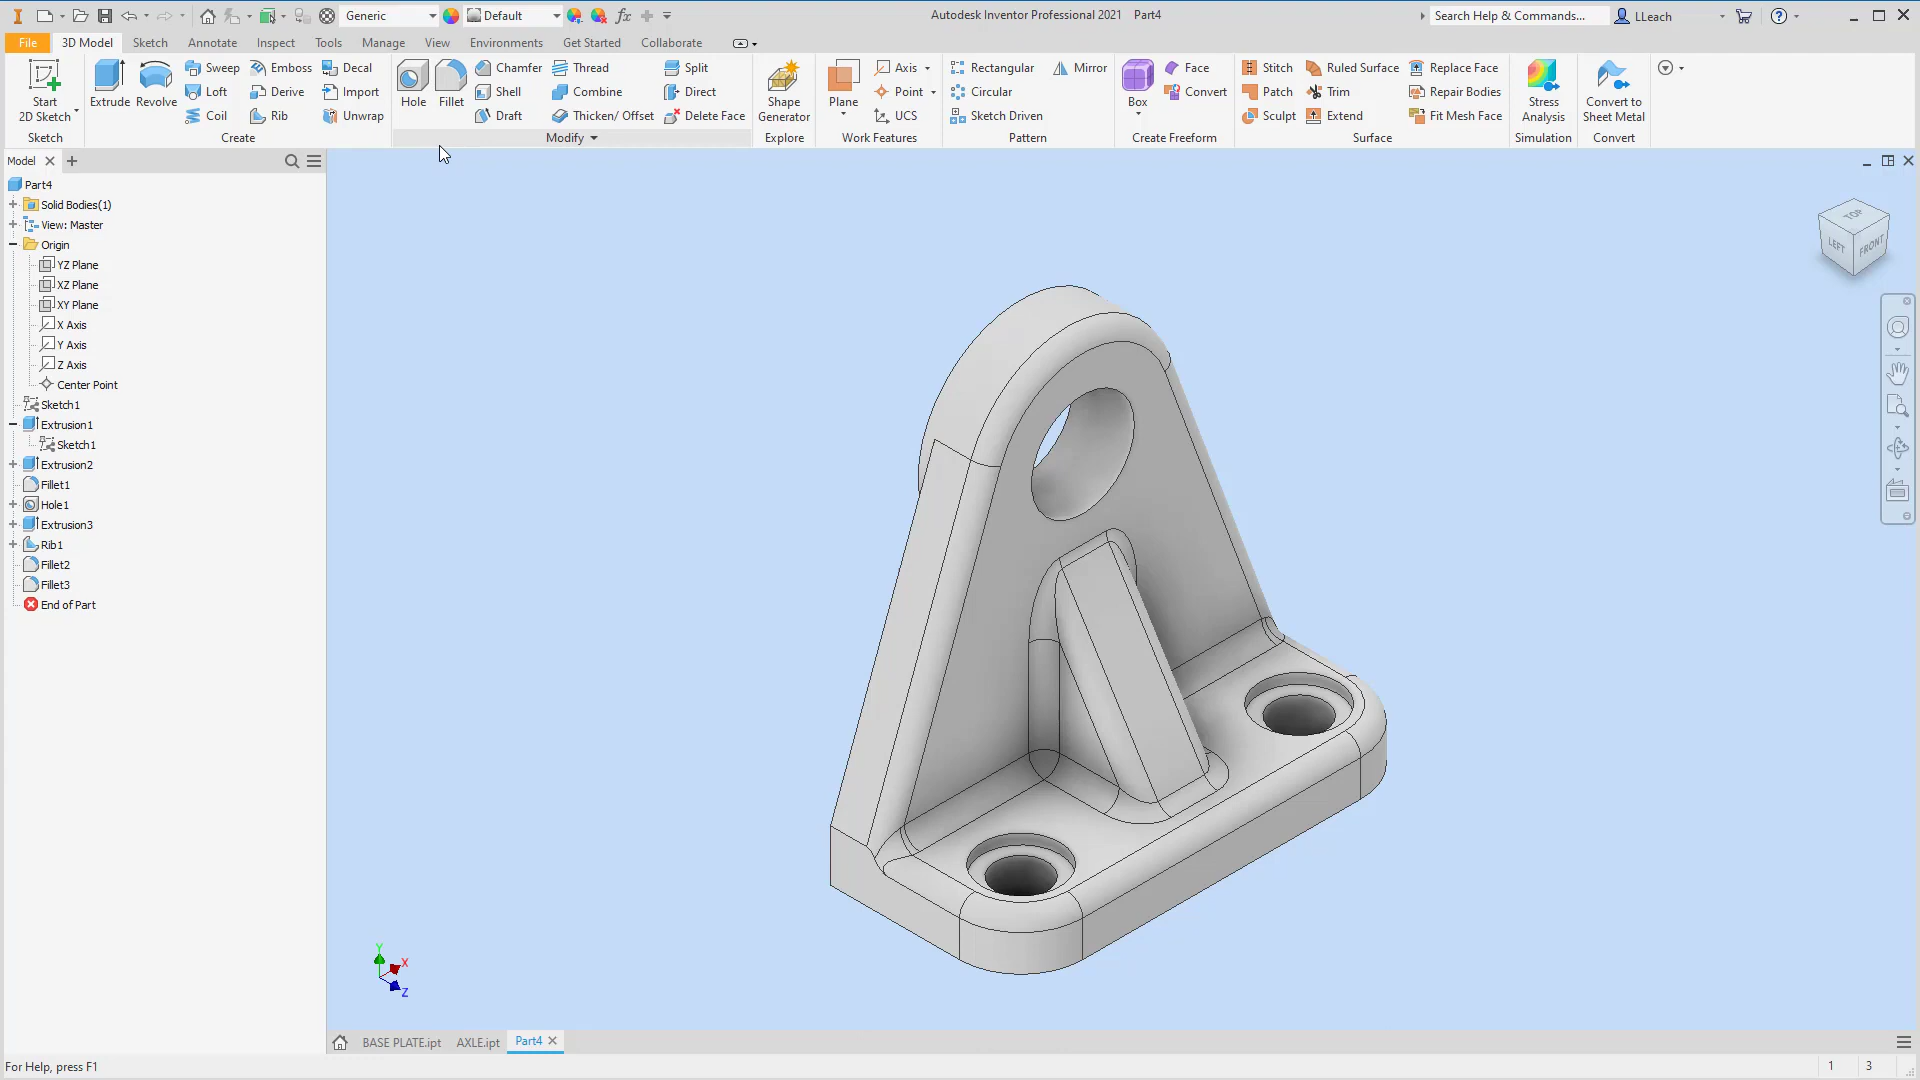 Generic
Default
fx
Autodesk Inventor Professional 2021 Part4
Search Help & Commands...
LLeach
File
3D Model
Sketch
Annotate
Inspect
Tools
Manage
View
Environments
Get Started
Collaborate
Start
2D Sketch
Sketch
Extrude
Revolve
Sweep
Loft
Coil
Emboss
Derive
Rib
Decal
Import
Unwrap
Create
Hole
Fillet
Chamfer
Shell
Draft
Thread
Combine
Thicken/ Offset
Split
Direct
Delete Face
Modify
Shape
Generator
Explore
Plane
Axis
Point
UCS
Work Features
Rectangular
Circular
Sketch Driven
Mirror
Pattern
Box
Face
Convert
Create Freeform
Stitch
Patch
Sculpt
Ruled Surface
Trim
Extend
Replace Face
Repair Bodies
Fit Mesh Face
Surface
Stress
Analysis
Simulation
Convert to
Sheet Metal
Convert
Model
Part4
Solid Bodies(1)
View: Master
Origin
YZ Plane
XZ Plane
XY Plane
X Axis
Y Axis
Z Axis
Center Point
Sketch1
Extrusion1
Sketch1
Extrusion2
Fillet1
Hole1
Extrusion3
Rib1
Fillet2
Fillet3
End of Part
TOP
LEFT
FRONT
Y
X
Z
BASE PLATE.ipt
AXLE.ipt
Part4
For Help, press F1
1
3